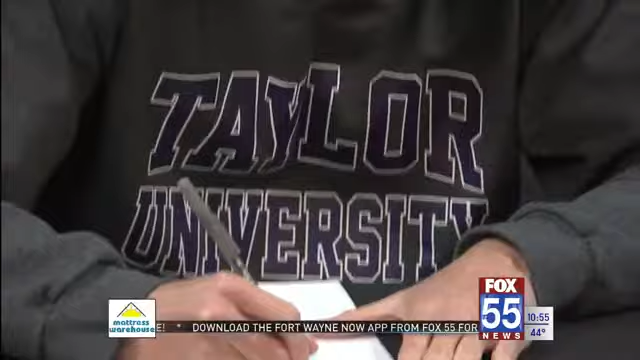 TAYLOR
UNIVERSITY
FOX
55
NEWS
10:55
44°
mattress
warehouse
E! * DOWNLOAD THE FORT WAYNE NOW APP FROM FOX 55 FOR